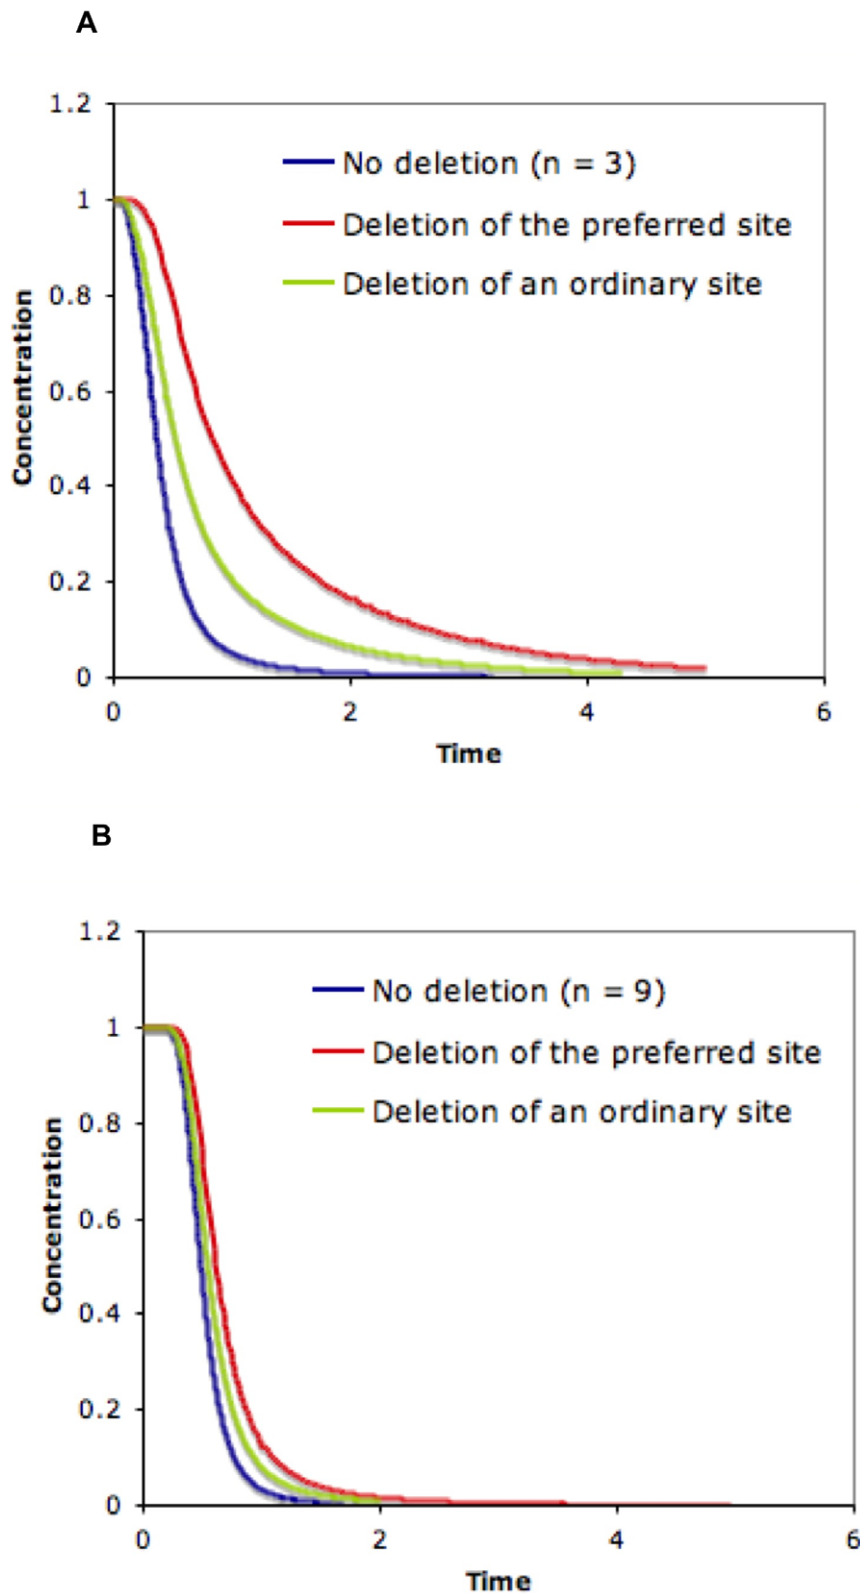 A
1.2
No deletion (n = 3)
1
Deletion of the preferred site
Deletion of an ordinary site
0.8
Concentration
0.6
0.4
0.2
0
0 2 4 6
Time
B
1.2
No deletion (n = 9)
1
Deletion of the preferred site
Deletion of an ordinary site
0.8
Concentration
0.6
0.4
0.2
0
0 2 4 6
Time